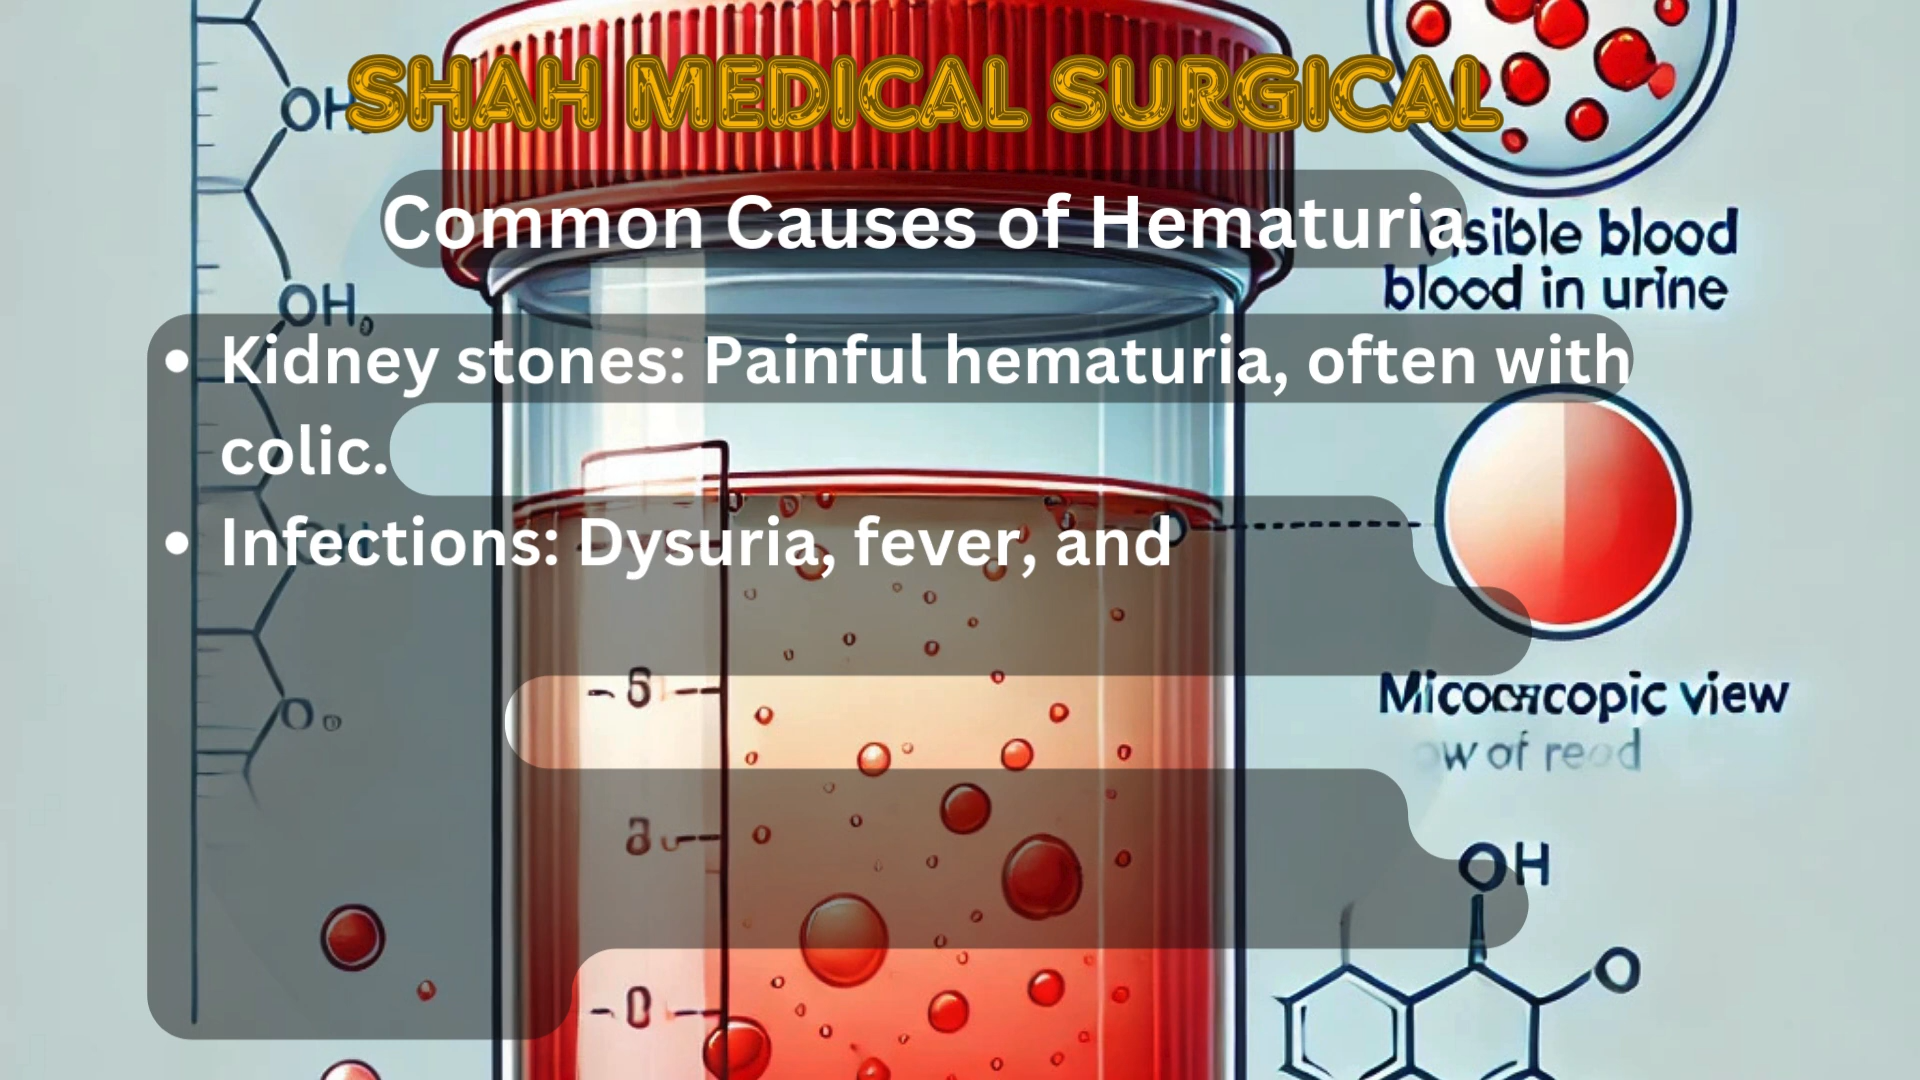 SHAH MEDICAL SURGICAL
Common Causes of Hematuria
sible blood
blood in urine
• Kidney stones: Painful hematuria, often with
colic.
• Infections: Dysuria, fever, and
OH
OH
view
OH
O